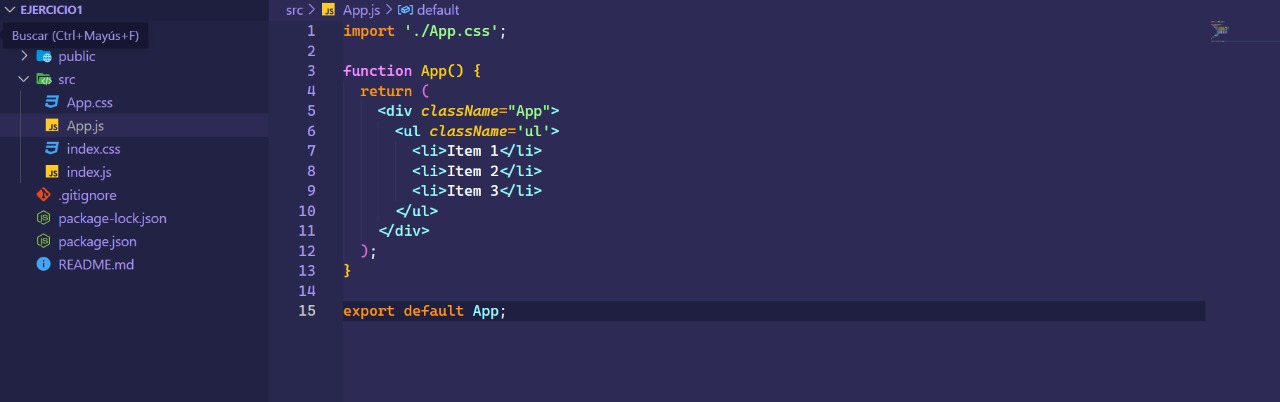 EJERCICIO1
Buscar (Ctrl+Mayús+F)
public
src
App.css
App.js
index.css
index.js
.gitignore
package-lock.json
package.json
README.md
src > App.js > default
1 import './App.css';
2
3 function App() {
4   return (
5     <div className="App">
6       <ul className='ul'>
7         <li>Item 1</li>
8         <li>Item 2</li>
9         <li>Item 3</li>
10       </ul>
11     </div>
12   );
13 }
14
15 export default App;